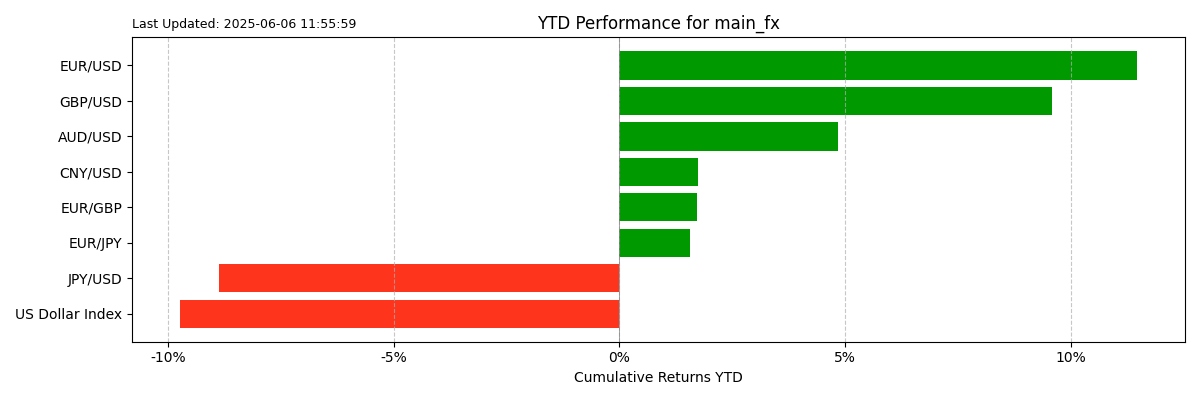 Last Updated: 2025-06-06 11:55:59
YTD Performance for main_fx
EUR/USD
GBP/USD
AUD/USD
CNY/USD
EUR/GBP
EUR/JPY
JPY/USD
US Dollar Index
-10% -5% 0% 5% 10%
Cumulative Returns YTD